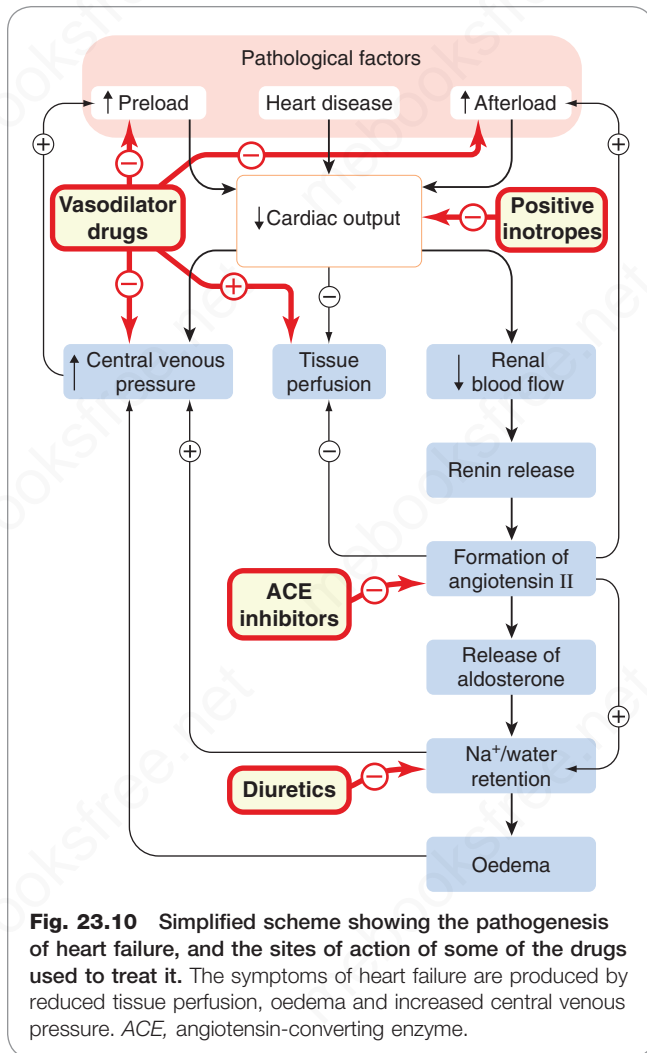 Pathological factors
↑ Preload
Heart disease
↑ Afterload
+
−
−
+
Vasodilator
drugs
↓ Cardiac output
−
Positive
inotropes
−
+
−
↑ Central venous
pressure
Tissue
perfusion
↓ Renal
blood flow
+
−
Renin release
Formation of
angiotensin II
ACE
inhibitors
−
Release of
aldosterone
+
Na⁺/water
retention
Diuretics
−
Oedema
Fig. 23.10 Simplified scheme showing the pathogenesis
of heart failure, and the sites of action of some of the drugs
used to treat it. The symptoms of heart failure are produced by
reduced tissue perfusion, oedema and increased central venous
pressure. ACE, angiotensin-converting enzyme.
mebooksfree.net